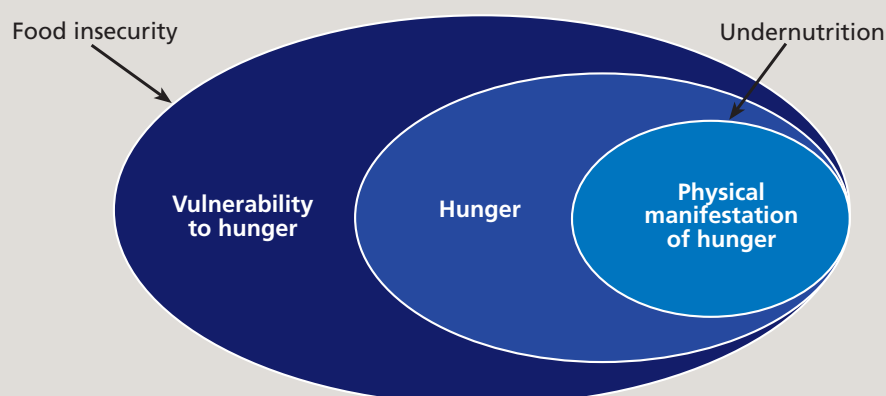 Food insecurity
Undernutrition
Vulnerability
to hunger
Hunger
Physical
manifestation
of hunger